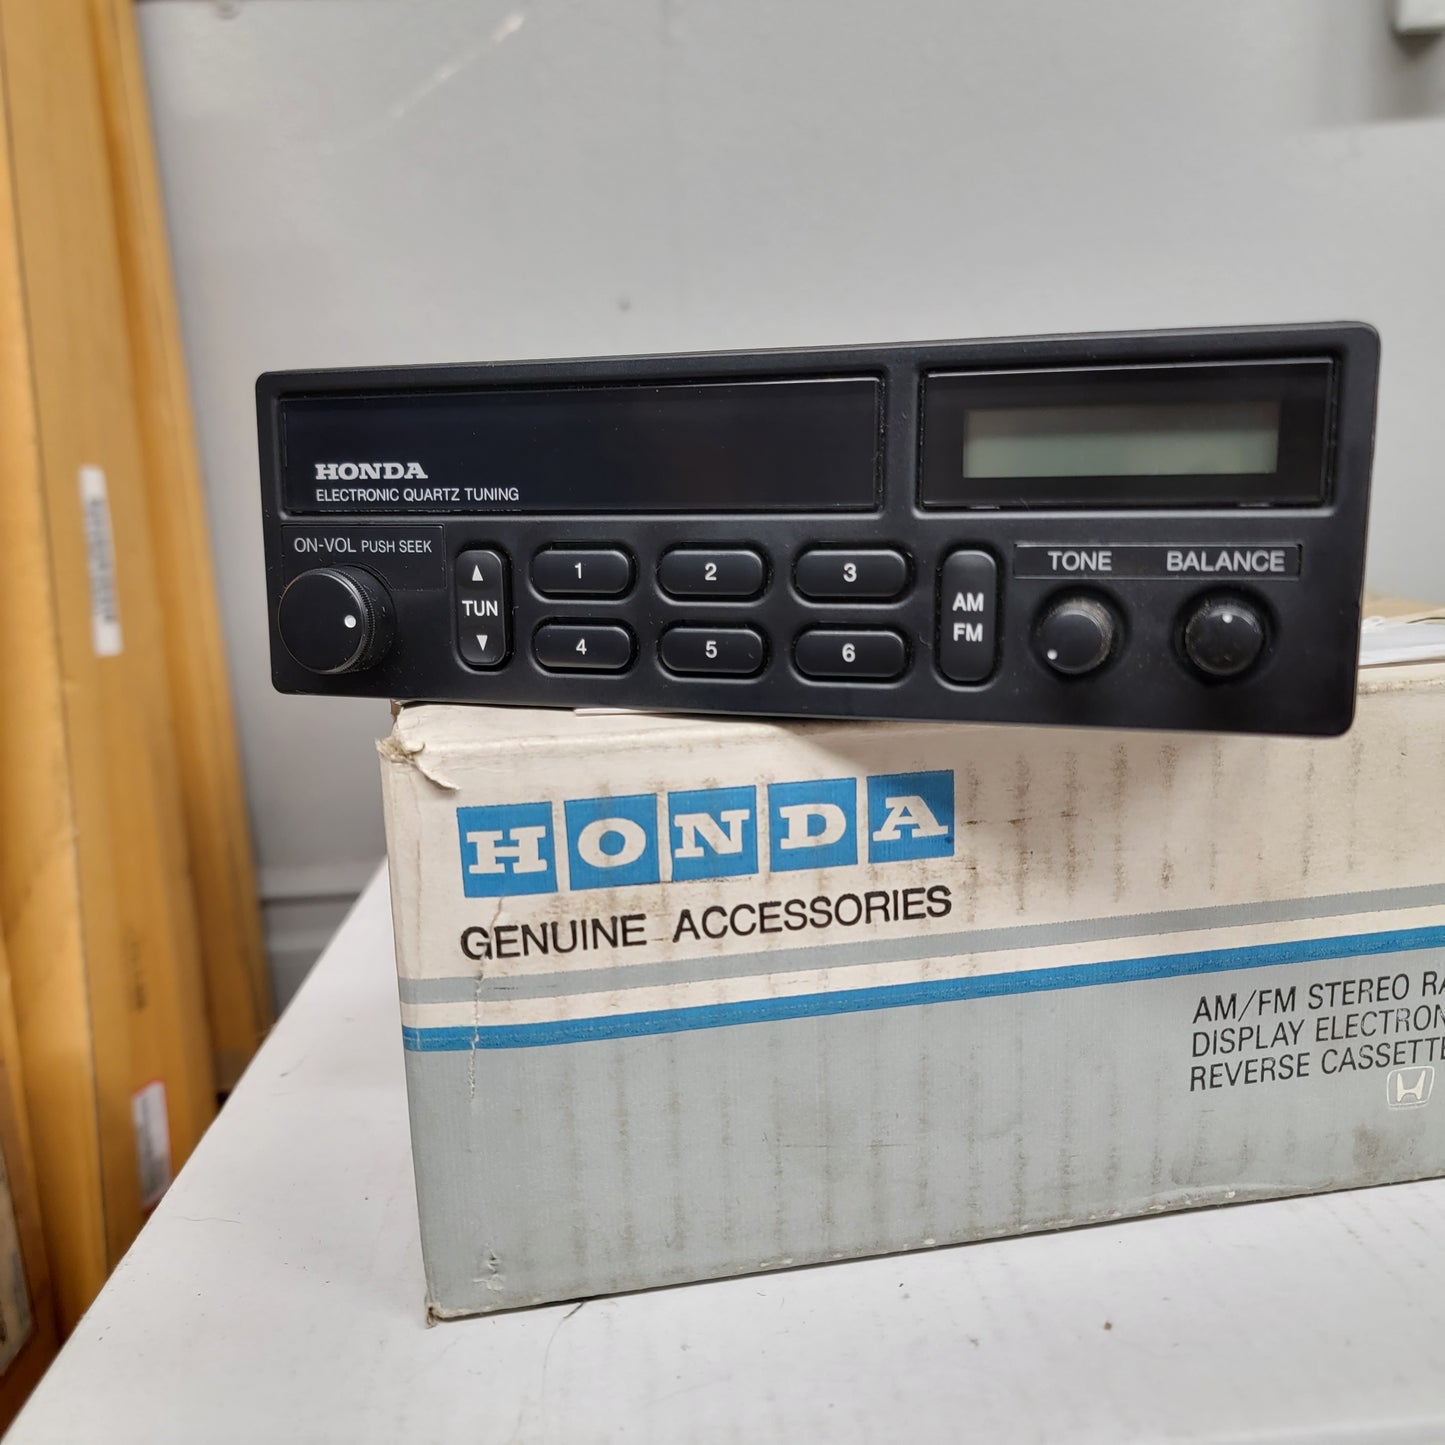 HONDA
ELECTRONIC QUARTZ TUNING
ON-VOL PUSH SEEK
▲
TUN
▼
1 2 3
4 5 6
AM
FM
TONE BALANCE
HONDA
GENUINE ACCESSORIES
AM/FM STEREO RA
DISPLAY ELECTRON
REVERSE CASSETTE